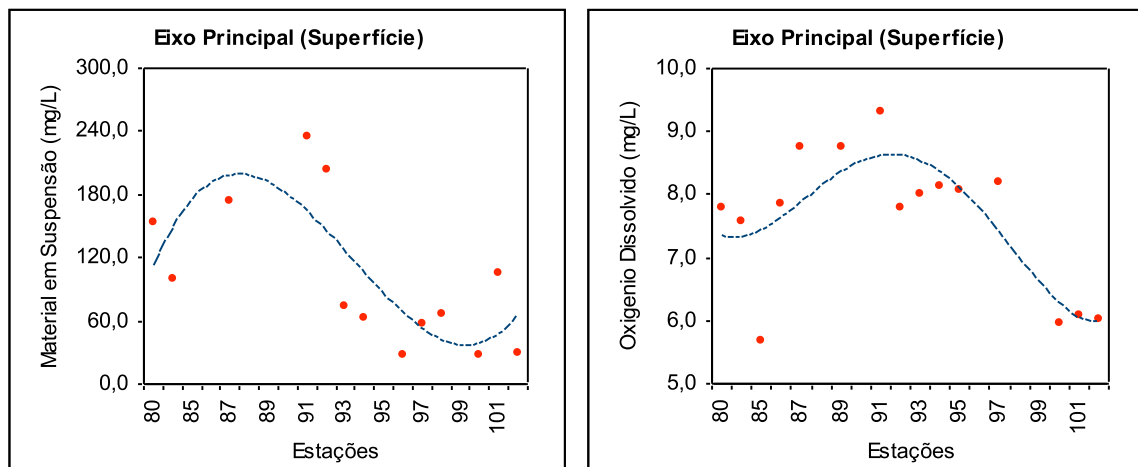 Eixo Principal (Superfície)
Material em Suspensão (mg/L)
300,0
240,0
180,0
120,0
60,0
0,0
80 85 87 89 91 93 95 97 99 101
Estações
Eixo Principal (Superfície)
Oxigenio Dissolvido (mg/L)
10,0
9,0
8,0
7,0
6,0
5,0
80 85 87 89 91 93 95 97 99 101
Estações